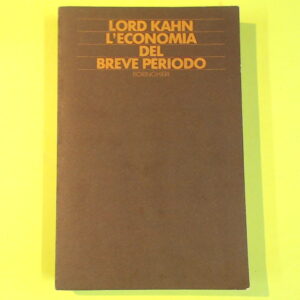 LORD KAHN
L'ECONOMIA
DEL
BREVE PERIODO
BORINGHIERI